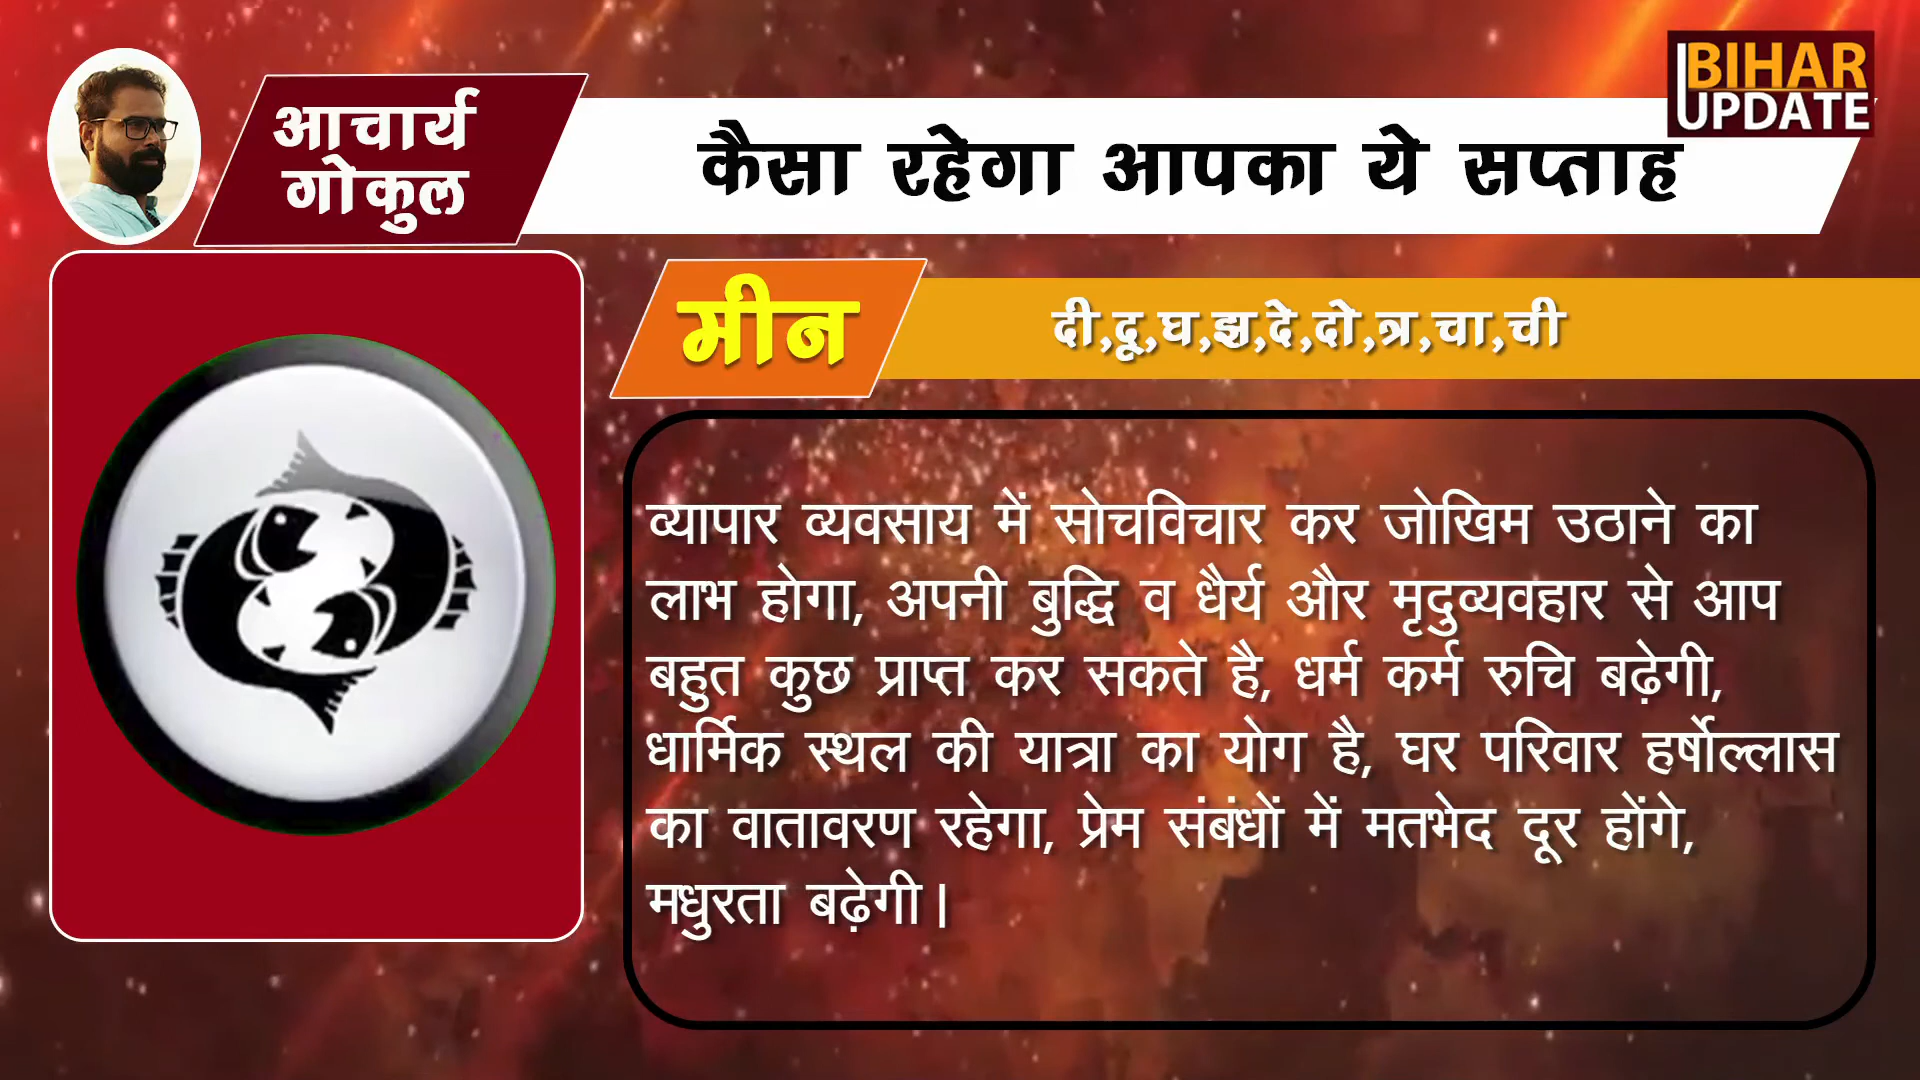 आचार्य
गोकुल
कैसा रहेगा आपका ये सप्ताह
BIHAR
UPDATE
मीन
दी,दू,घ,झ,दे,दो,त्र,चा,ची
व्यापार व्यवसाय में सोचविचार कर जोखिम उठाने का
लाभ होगा, अपनी बुद्धि व धैर्य और मृदुव्यवहार से आप
बहुत कुछ प्राप्त कर सकते है, धर्म कर्म रुचि बढ़ेगी,
धार्मिक स्थल की यात्रा का योग है, घर परिवार हर्षोल्लास
का वातावरण रहेगा, प्रेम संबंधों में मतभेद दूर होंगे,
मधुरता बढ़ेगी।